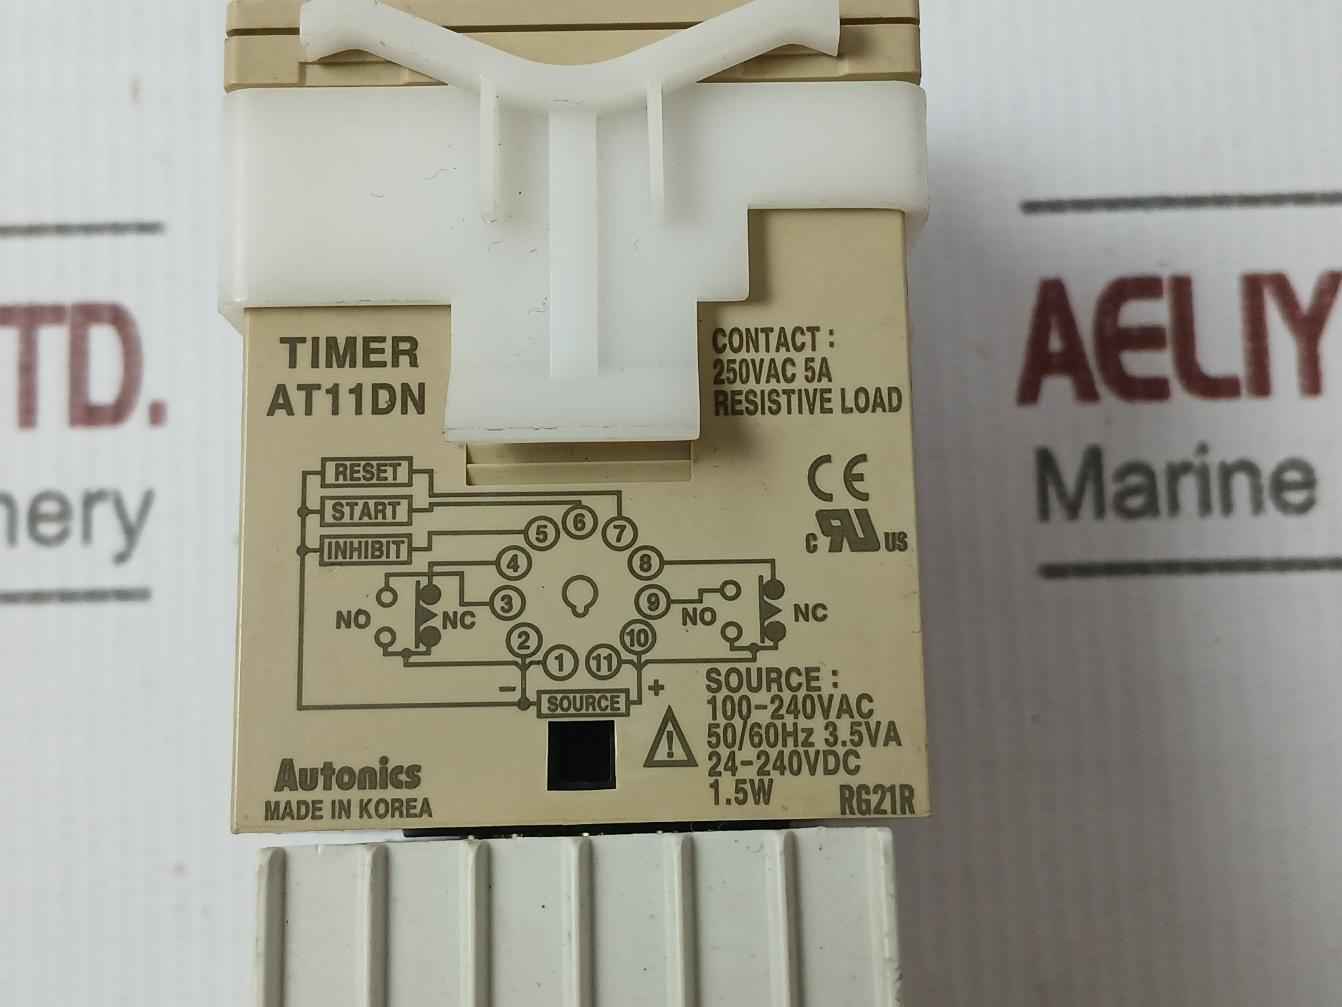 TD.
nery
AELIY
Marine
TIMER
AT11DN
CONTACT :
250VAC 5A
RESISTIVE LOAD
RESET
START
INHIBIT
CE
c RU US
5 6 7
4 8
3 9
2 10
1 11
NO NC
NO NC
- SOURCE +
SOURCE :
100-240VAC
50/60Hz 3.5VA
24-240VDC
1.5W
!
Autonics
MADE IN KOREA
RG21R